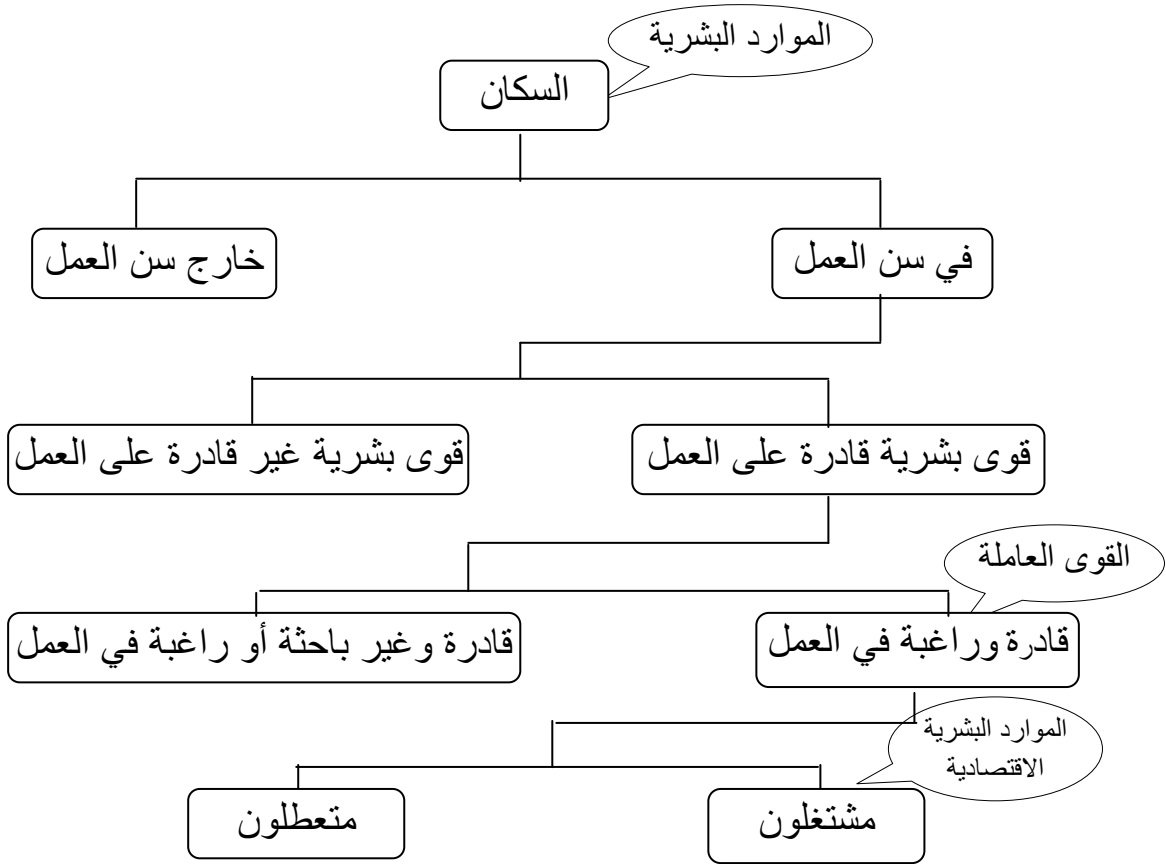 الموارد البشرية
السكان
في سن العمل
خارج سن العمل
قوى بشرية قادرة على العمل
قوى بشرية غير قادرة على العمل
القوى العاملة
قادرة وراغبة في العمل
قادرة وغير باحثة أو راغبة في العمل
الموارد البشرية
الاقتصادية
مشتغلون
متعطلون